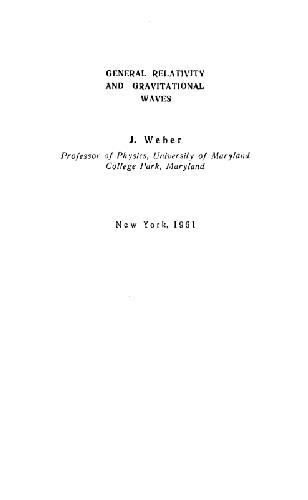 GENERAL RELATIVITY
AND GRAVITATIONAL
WAVES
J. Weber
Professor of Physics, University of Maryland
College Park, Maryland
New York, 1961